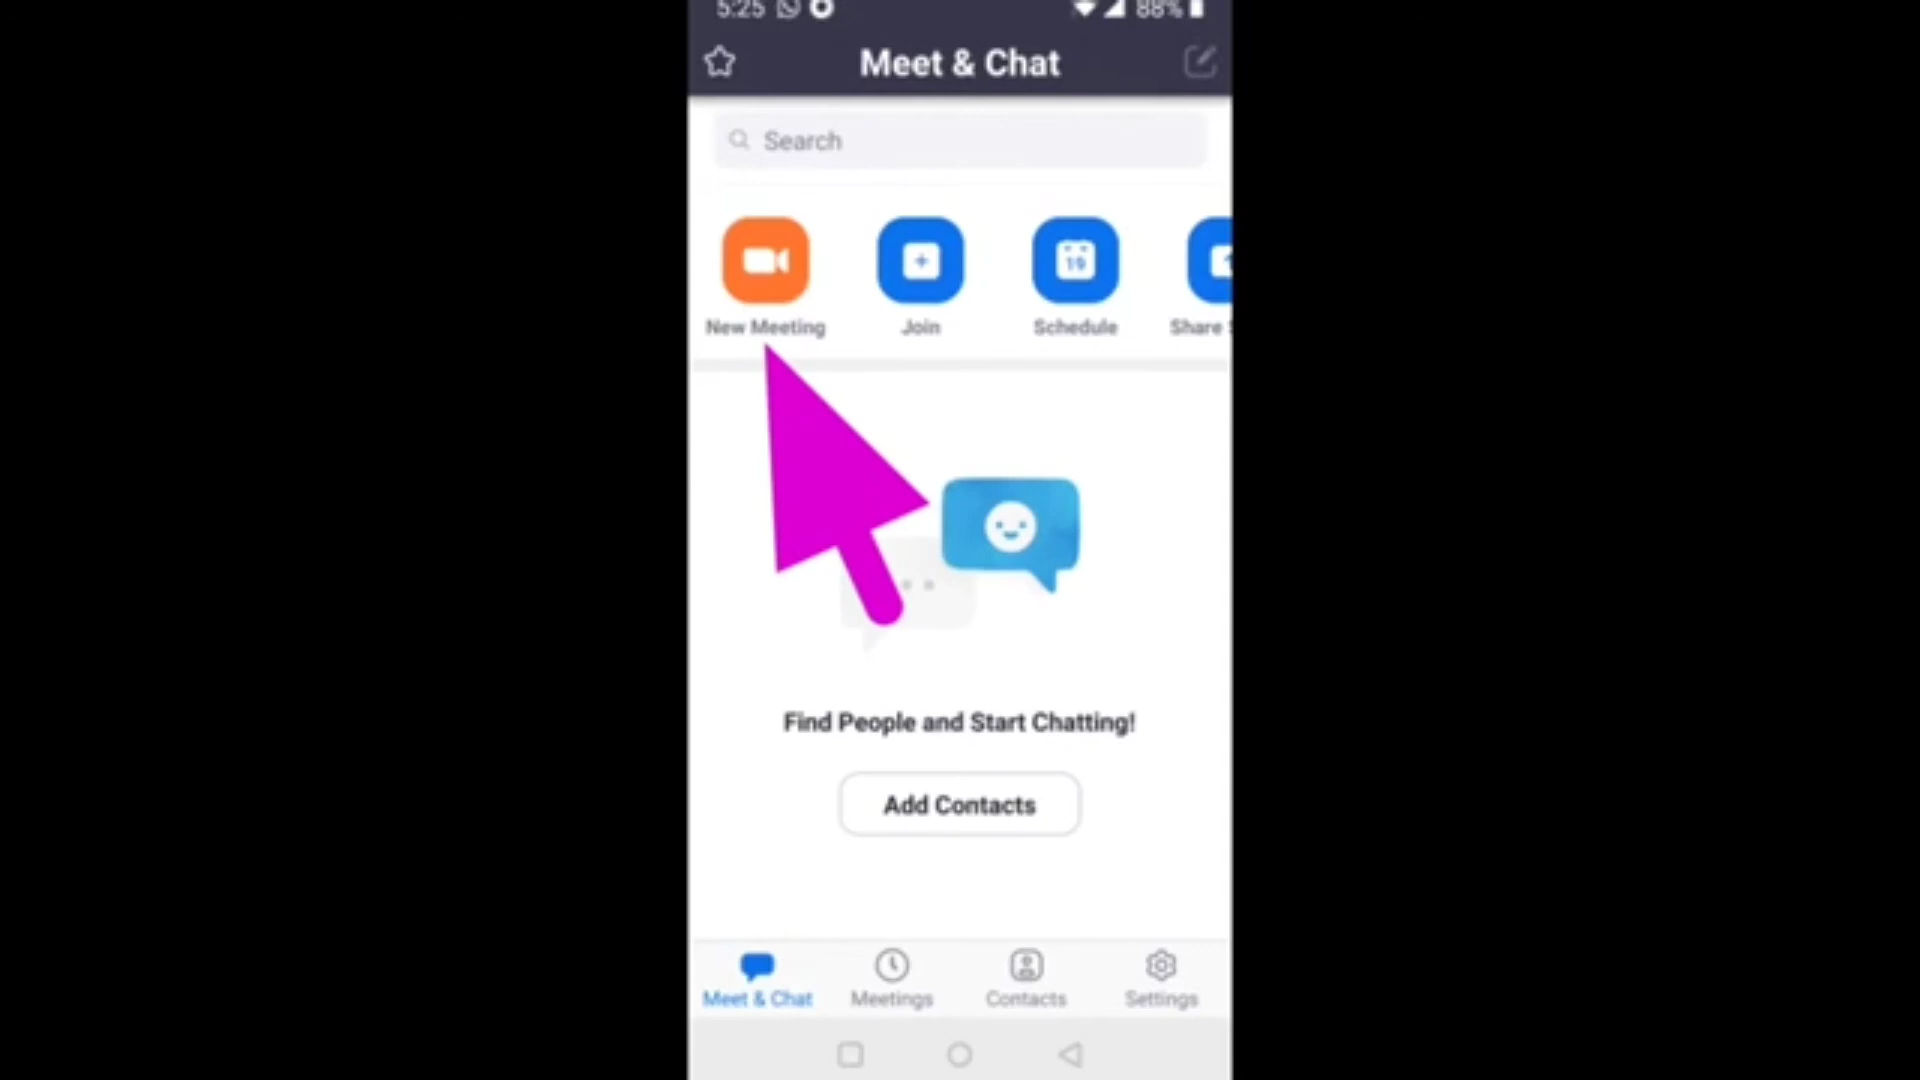 5:25 88%
Meet & Chat
Search
19
New Meeting Join Schedule Share
Find People and Start Chatting!
Add Contacts
Meet & Chat Meetings Contacts Settings